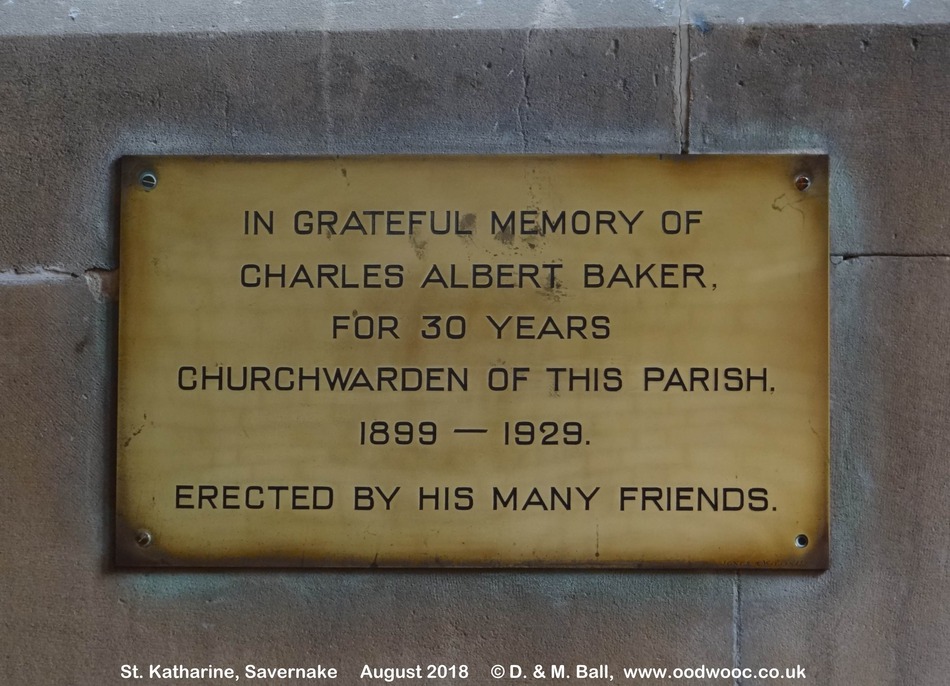 IN GRATEFUL MEMORY OF
CHARLES ALBERT BAKER,
FOR 30 YEARS
CHURCHWARDEN OF THIS PARISH,
1899 — 1929.
ERECTED BY HIS MANY FRIENDS.
St. Katharine, Savernake August 2018 © D. & M. Ball, www.oodwooc.co.uk